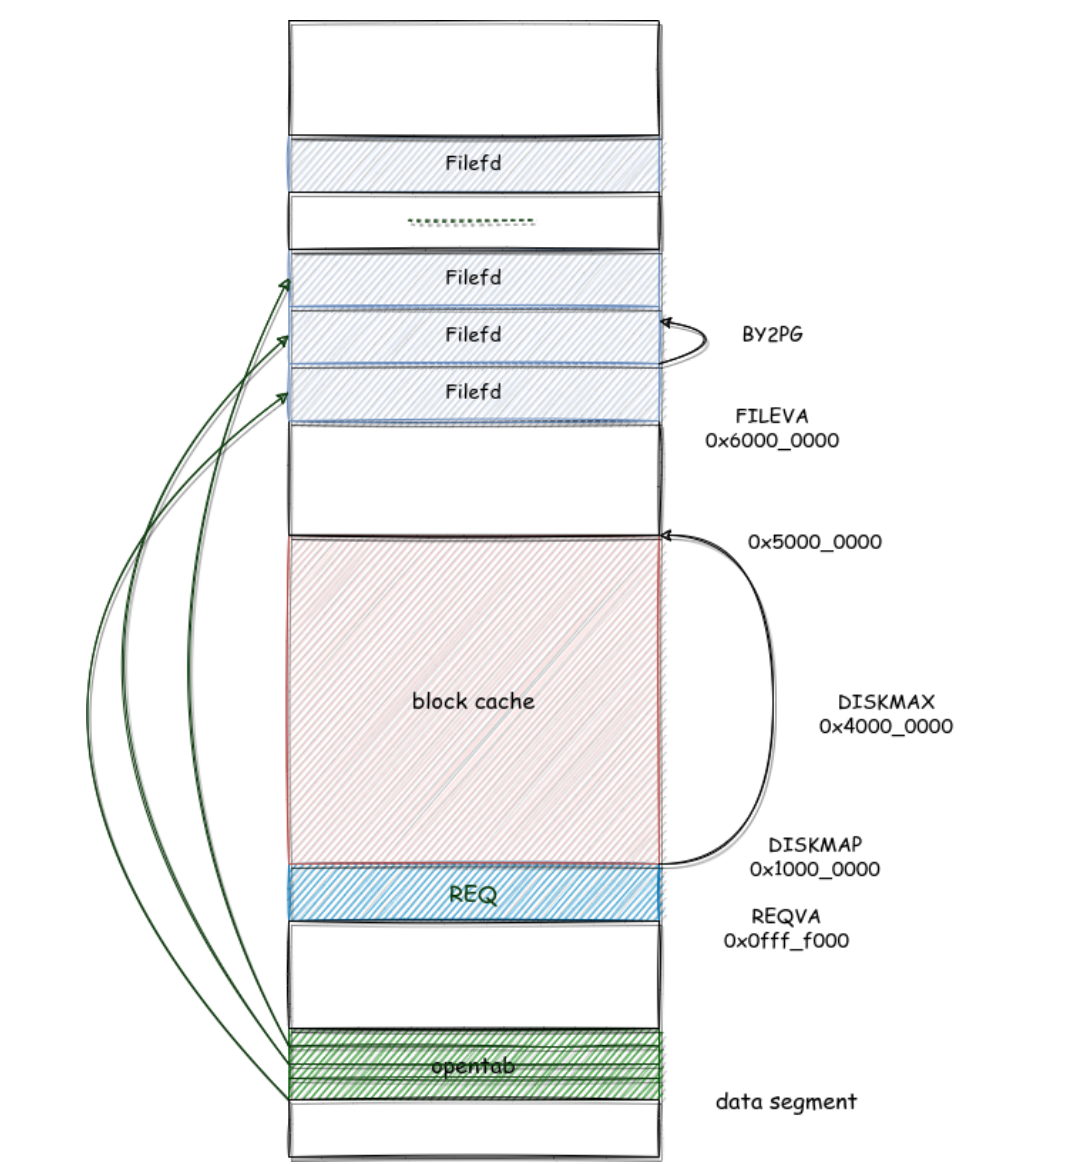 Filefd
Filefd
Filefd
BY2PG
Filefd
FILEVA
0x6000_0000
0x5000_0000
block cache
DISKMAX
0x4000_0000
DISKMAP
0x1000_0000
REQ
REQVA
0x0fff_f000
opentab
data segment